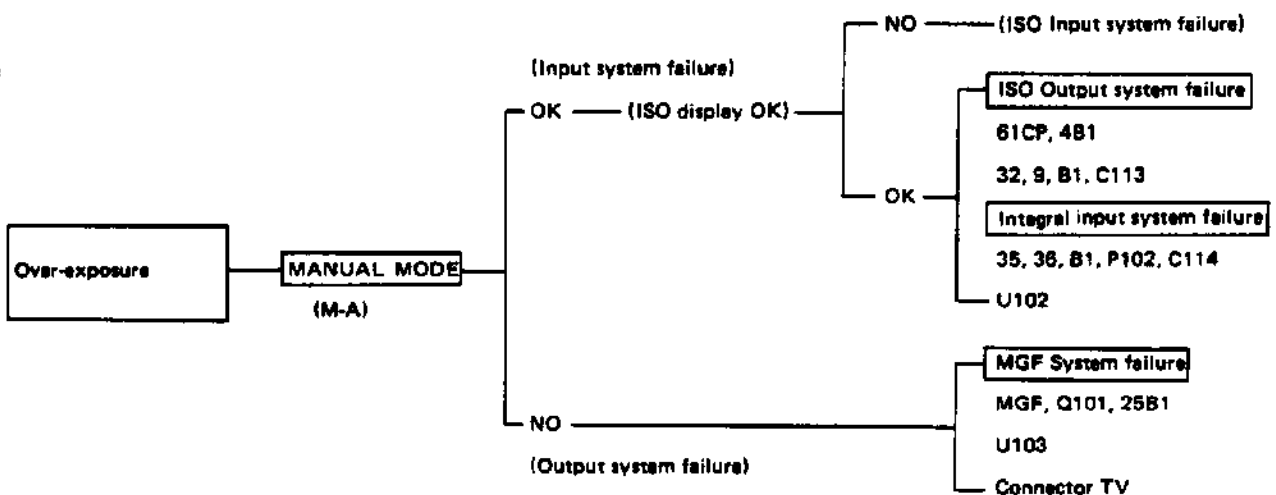 NO
(ISO Input system failure)
(Input system failure)
OK
(ISO display OK)
ISO Output system failure
61CP, 4B1
32, 9, B1, C113
OK
Integral input system failure
35, 36, B1, P102, C114
U102
Over-exposure
MANUAL MODE
(M-A)
MGF System failure
MGF, Q101, 25B1
NO
U103
(Output system failure)
Connector TV